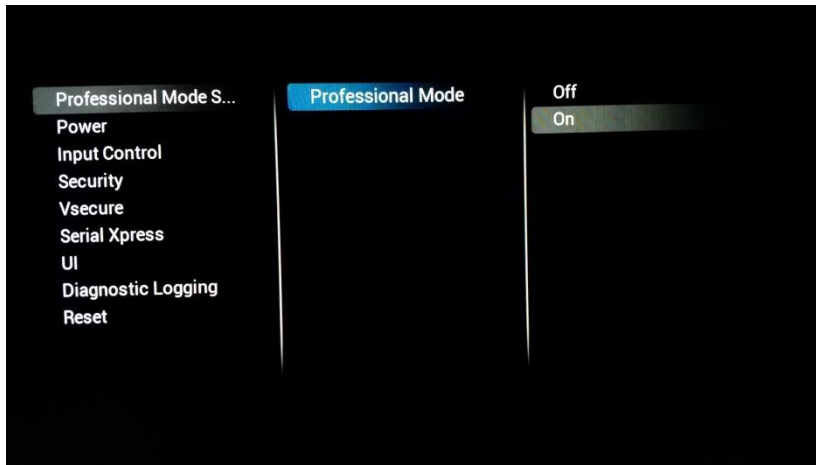 Professional Mode S...
Power
Input Control
Security
Vsecure
Serial Xpress
UI
Diagnostic Logging
Reset
Professional Mode
Off
On